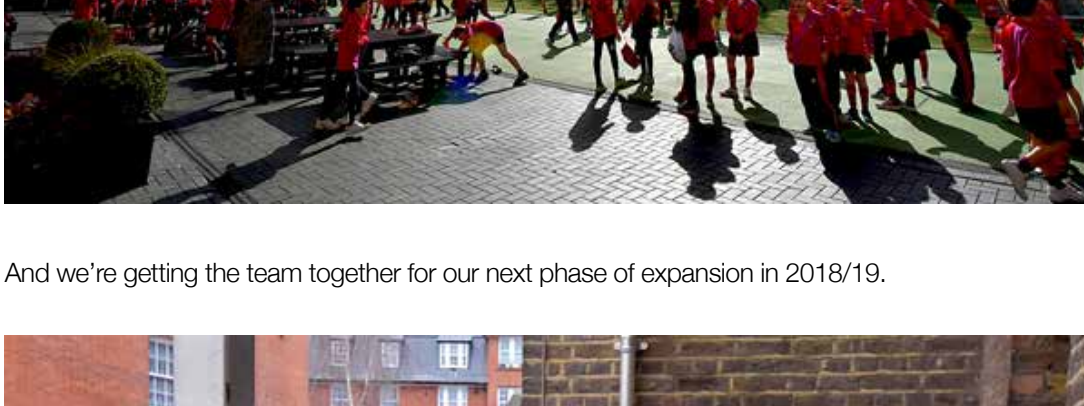 And we’re getting the team together for our next phase of expansion in 2018/19.